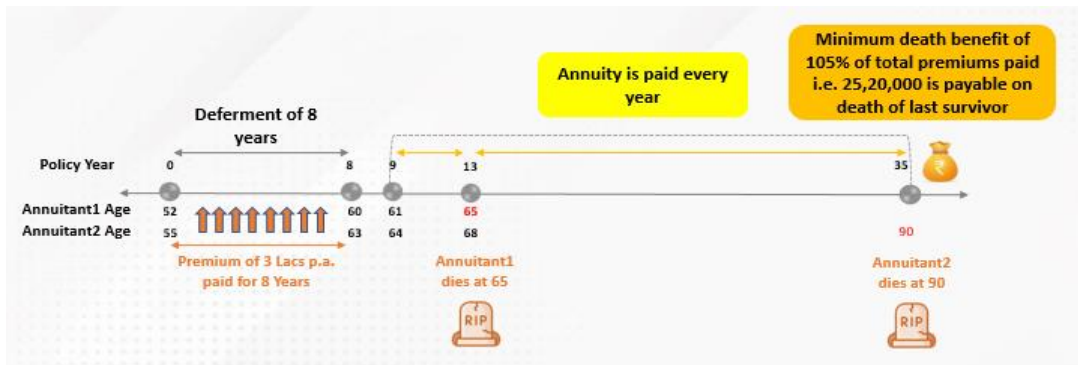 Minimum death benefit of
105% of total premiums paid
i.e. 25,20,000 is payable on
death of last survivor
Annuity is paid every
year
Deferment of 8
years
Policy Year 0 8 9 13 35
₹
Annuitant1 Age 52 60 61 65
Annuitant2 Age 55 63 64 68 90
Premium of 3 Lacs p.a.
paid for 8 Years
Annuitant1
dies at 65
Annuitant2
dies at 90
RIP
RIP